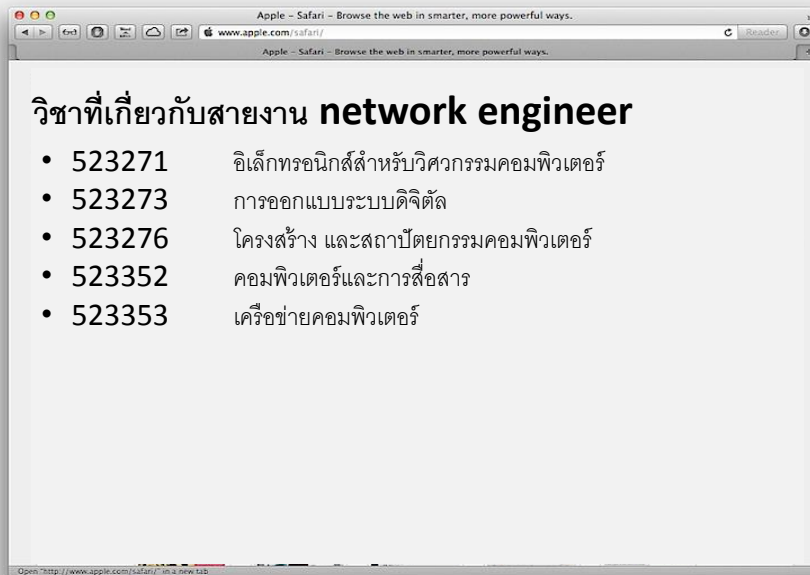 Apple – Safari – Browse the web in smarter, more powerful ways.
www.apple.com/safari/ Reader
Apple – Safari – Browse the web in smarter, more powerful ways.
วิชาที่เกี่ยวกับสายงาน network engineer
• 523271 อิเล็กทรอนิกส์สำหรับวิศวกรรมคอมพิวเตอร์
• 523273 การออกแบบระบบดิจิตัล
• 523276 โครงสร้าง และสถาปัตยกรรมคอมพิวเตอร์
• 523352 คอมพิวเตอร์และการสื่อสาร
• 523353 เครือข่ายคอมพิวเตอร์
Open "http://www.apple.com/safari/" in a new tab